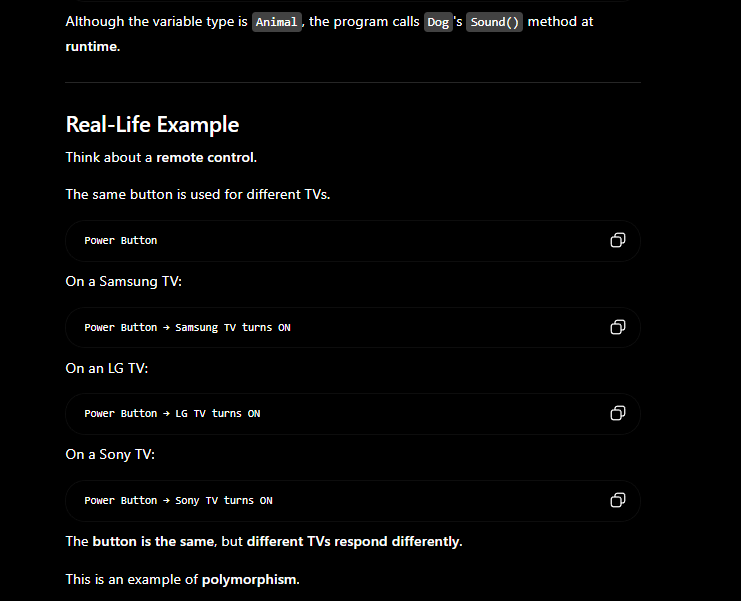 Although the variable type is Animal, the program calls Dog's Sound() method at
runtime.
Real-Life Example
Think about a remote control.
The same button is used for different TVs.
Power Button
On a Samsung TV:
Power Button → Samsung TV turns ON
On an LG TV:
Power Button → LG TV turns ON
On a Sony TV:
Power Button → Sony TV turns ON
The button is the same, but different TVs respond differently.
This is an example of polymorphism.